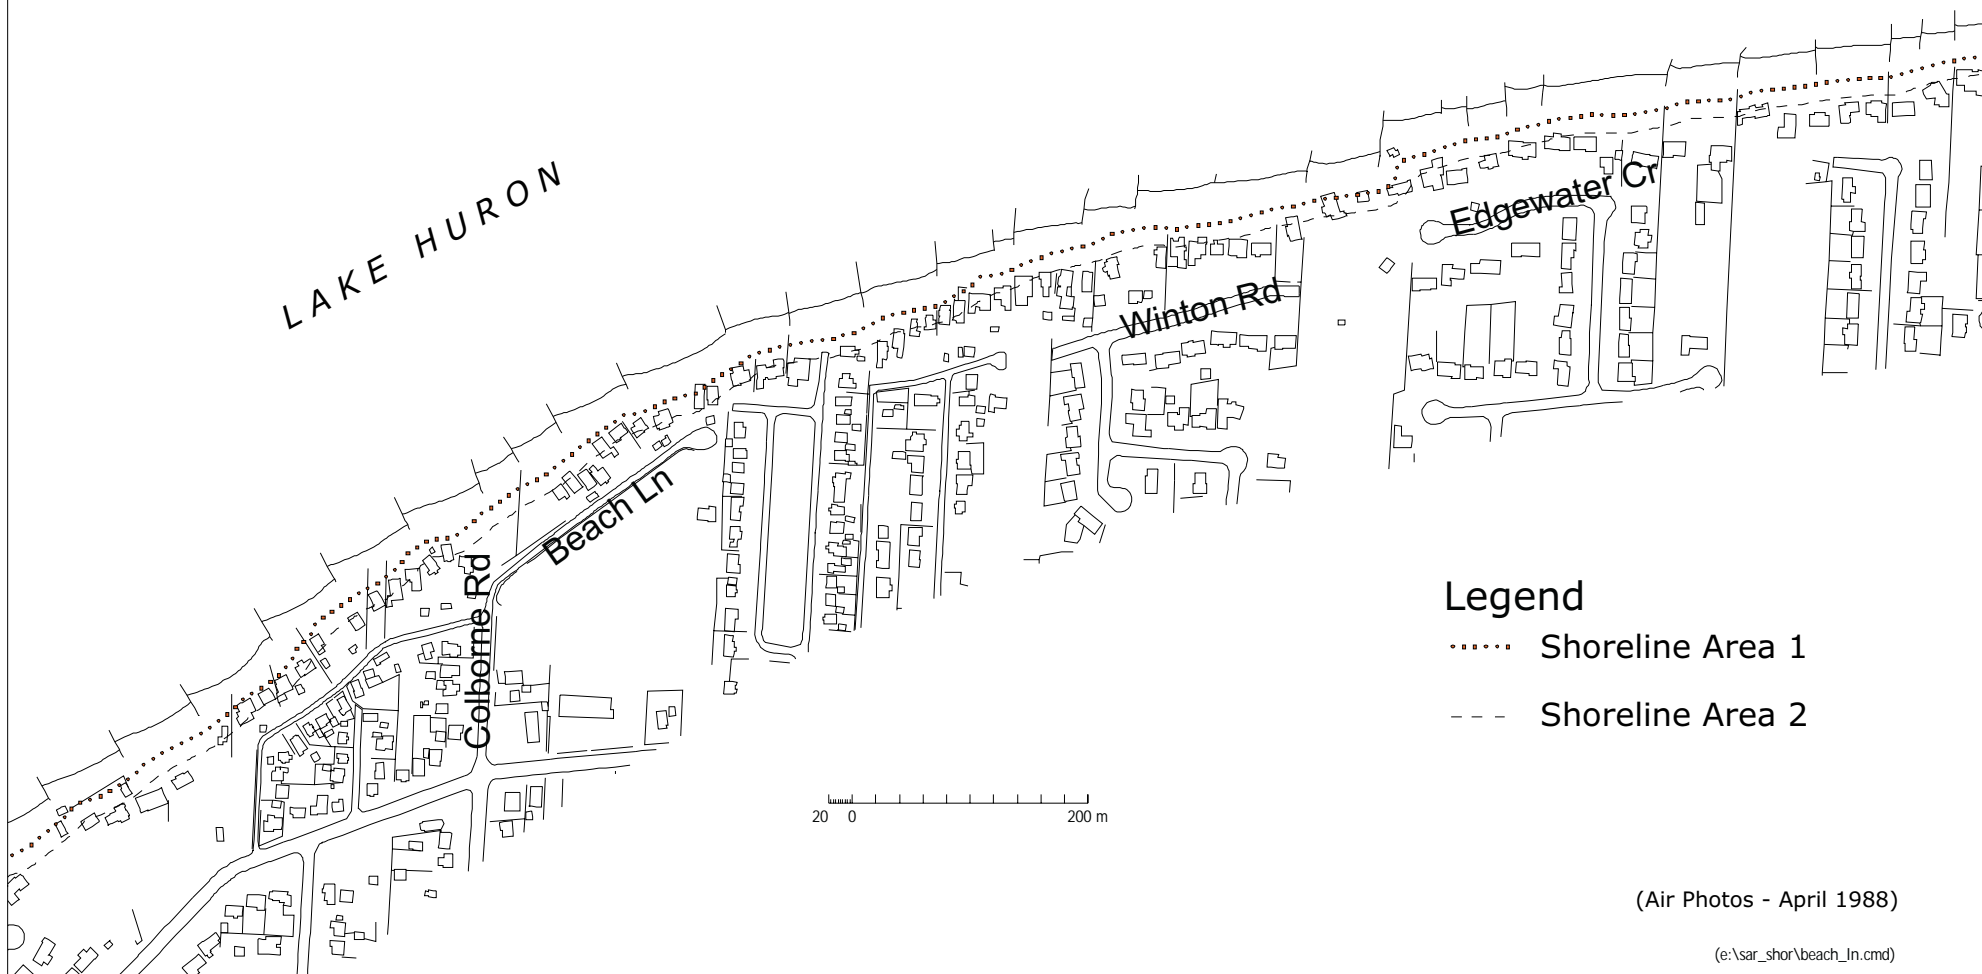 LAKE HURON
Edgewater Cr
Winton Rd
Beach Ln
Colborne Rd
Legend
Shoreline Area 1
Shoreline Area 2
20 0 200 m
(Air Photos - April 1988)
(e:\sar_shor\beach_ln.cmd)